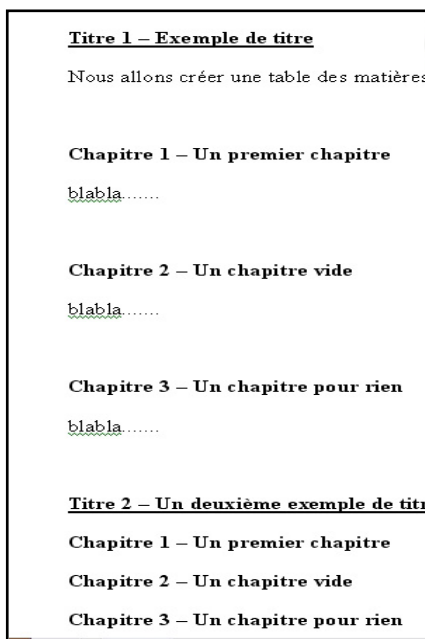 Titre 1 – Exemple de titre
Nous allons créer une table des matières
Chapitre 1 – Un premier chapitre
blabla.......
Chapitre 2 – Un chapitre vide
blabla.......
Chapitre 3 – Un chapitre pour rien
blabla.......
Titre 2 – Un deuxième exemple de titr
Chapitre 1 – Un premier chapitre
Chapitre 2 – Un chapitre vide
Chapitre 3 – Un chapitre pour rien